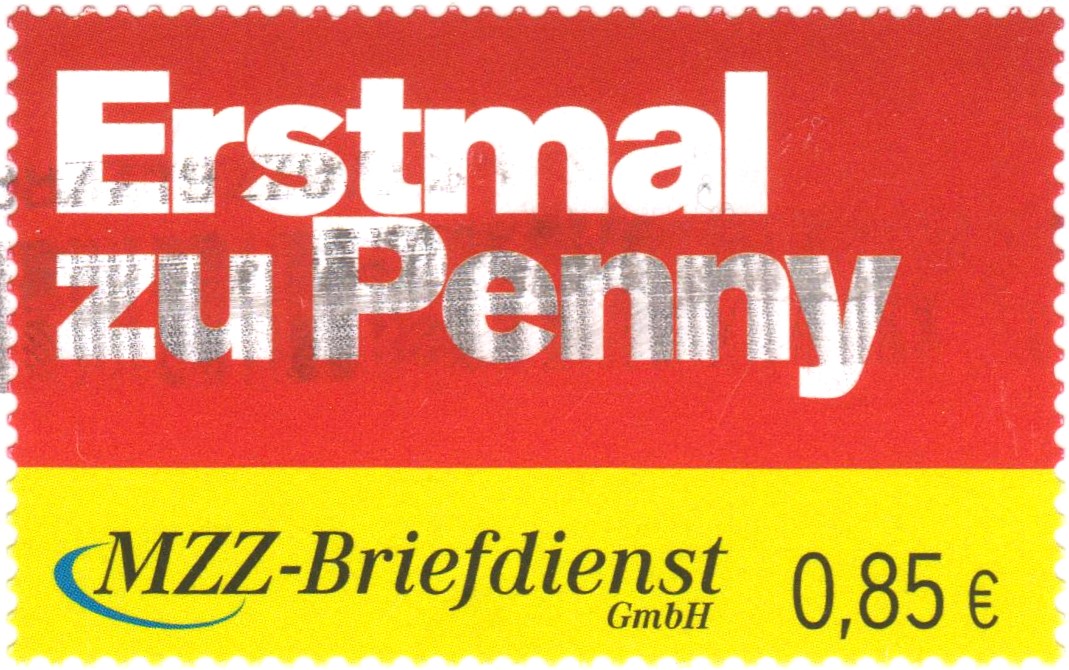 Erstmal
zu Penny
MZZ-Briefdienst
GmbH
0,85 €